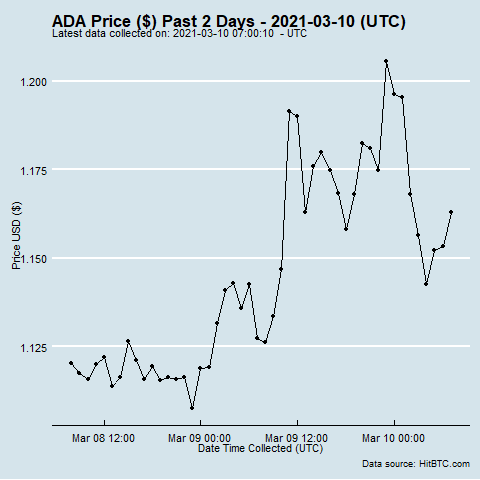 ADA Price ($) Past 2 Days - 2021-03-10 (UTC)
Latest data collected on: 2021-03-10 07:00:10 - UTC
1.200
1.175
1.150
1.125
Price USD ($)
Mar 08 12:00 Mar 09 00:00 Mar 09 12:00 Mar 10 00:00
Date Time Collected (UTC)
Data source: HitBTC.com